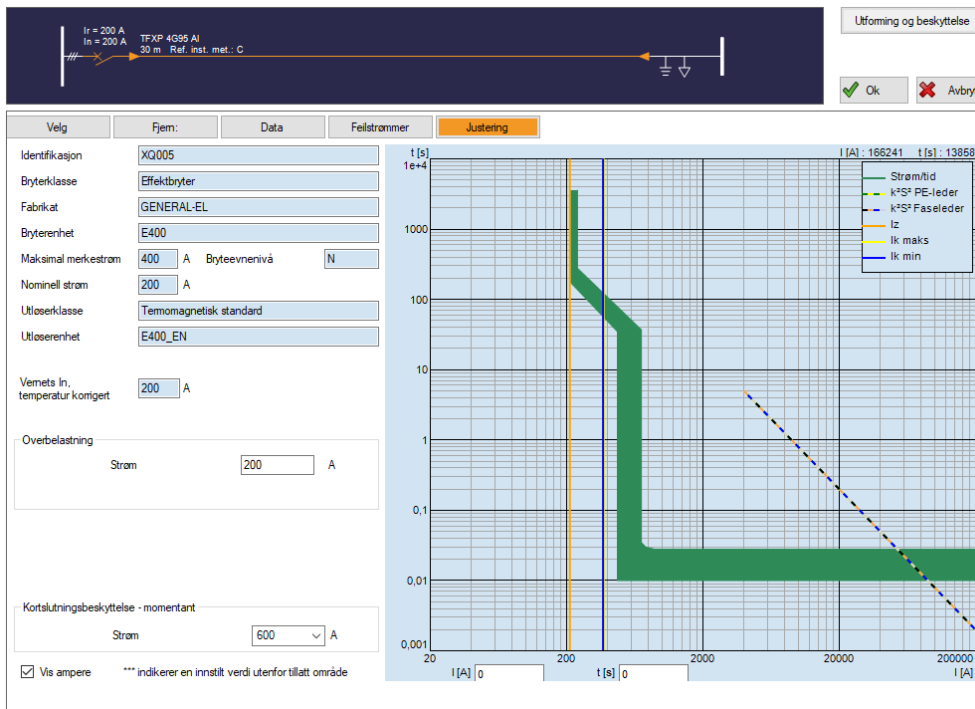 Ir = 200 A
In = 200 A
TFXP 4G95 Al
30 m Ref. inst. met.: C
Utforming og beskyttelse
Ok
Avbry
Velg
Fjern:
Data
Feilstrømmer
Justering
Identifikasjon XQ005
Bryterklasse Effektbryter
Fabrikat GENERAL-EL
Bryterenhet E400
Maksimal merkestrøm 400 A Bryteevnenivå N
Nominell strøm 200 A
Utløserklasse Termomagnetisk standard
Utløserenhet E400_EN
Vernets In,
temperatur korrigert 200 A
Overbelastning
Strøm 200 A
Kortslutningsbeskyttelse - momentant
Strøm 600 A
Vis ampere *** indikerer en innstilt verdi utenfor tillatt område
t [s]
I [A] : 166241 t [s] : 13858
1e+4
1000
100
10
1
0,1
0,01
0,001
Strøm/tid
k²S² PE-leder
k²S² Faseleder
Iz
Ik maks
Ik min
20 200 2000 20000 200000
I [A] 0 t [s] 0 I [A]